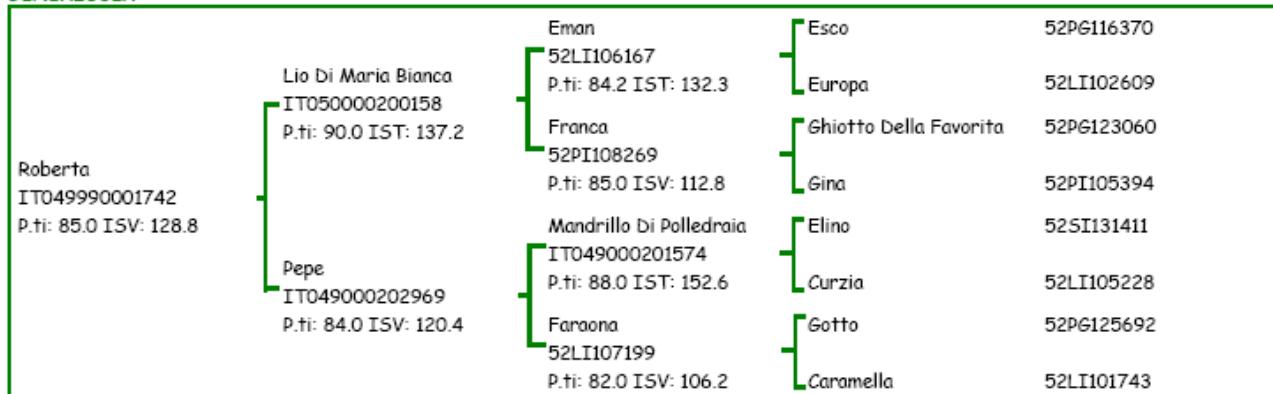 Roberta
IT049990001742
P.ti: 85.0 ISV: 128.8
Lio Di Maria Bianca
IT050000200158
P.ti: 90.0 IST: 137.2
Pepe
IT049000202969
P.ti: 84.0 ISV: 120.4
Eman
52LI106167
P.ti: 84.2 IST: 132.3
Franca
52PI108269
P.ti: 85.0 ISV: 112.8
Mandrillo Di Polledraia
IT049000201574
P.ti: 88.0 IST: 152.6
Faraona
52LI107199
P.ti: 82.0 ISV: 106.2
Esco 52PG116370
Europa 52LI102609
Ghiotto Della Favorita 52PG123060
Gina 52PI105394
Elino 52SI131411
Curzia 52LI105228
Gotto 52PG125692
Caramella 52LI101743